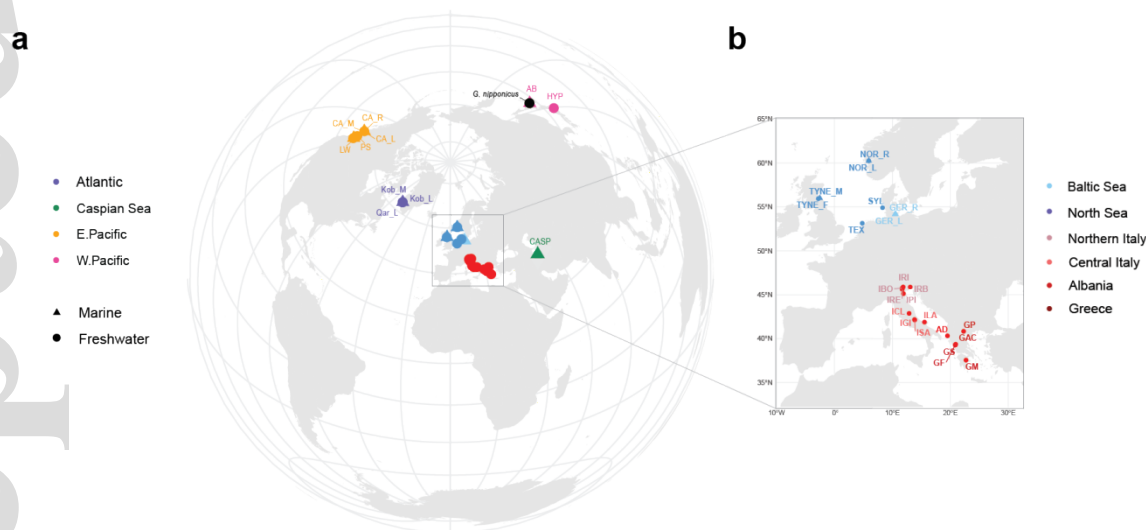 a
b
G. nipponicus
AB
HYP
CA_M
CA_R
CA_L
LW
PS
Kob_M
Kob_L
Qar_L
CASP
Atlantic
Caspian Sea
E.Pacific
W.Pacific
Marine
Freshwater
65°N
60°N
55°N
50°N
45°N
40°N
35°N
10°W
0°
10°E
20°E
30°E
NOR_R
NOR_L
TYNE_M
TYNE_F
SYL
GER_R
GER_L
TEX
IRI
IBO
IRB
IRE
IPI
ICL
IGI
ILA
ISA
AD
GP
GAC
GS
GF
GM
Baltic Sea
North Sea
Northern Italy
Central Italy
Albania
Greece